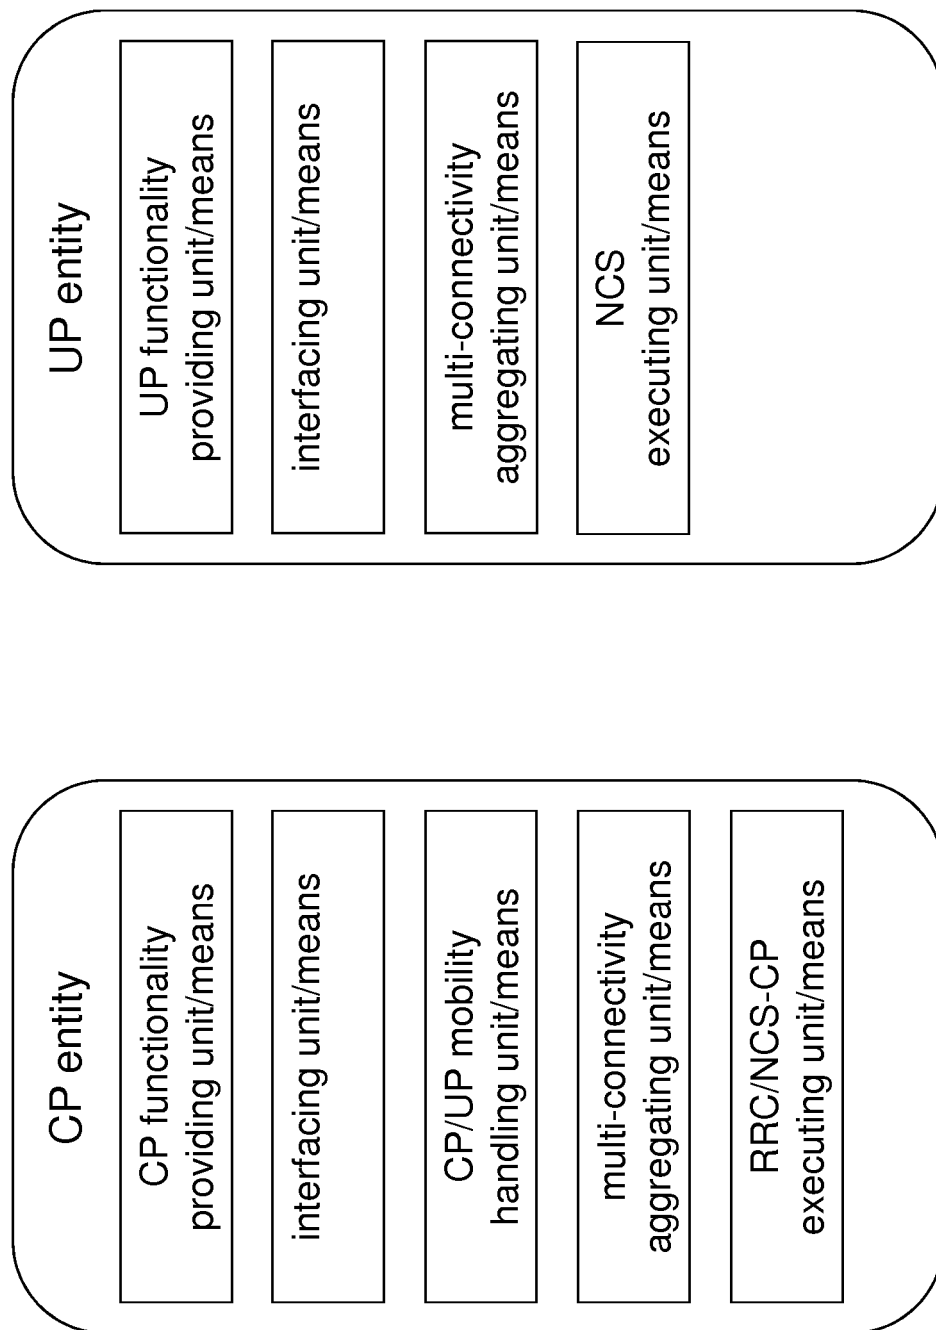 CP entity
CP functionality
providing unit/means
interfacing unit/means
CP/UP mobility
handling unit/means
multi-connectivity
aggregating unit/means
RRC/NCS-CP
executing unit/means
UP entity
UP functionality
providing unit/means
interfacing unit/means
multi-connectivity
aggregating unit/means
NCS
executing unit/means